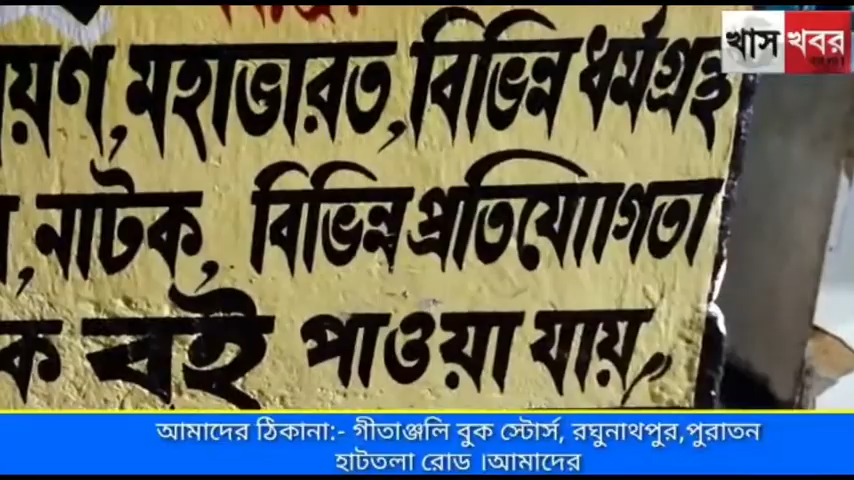 খাস খবর
য়ণ, মহাভারত, বিভিন্ন ধর্মগ্রন্থ
, নাটক, বিভিন্ন প্রতিযোগিতা
ক বই পাওয়া যায়।
আমাদের ঠিকানা:- গীতাঞ্জলি বুক স্টোর্স, রঘুনাথপুর,পুরাতন
হাটতলা রোড ।আমাদের